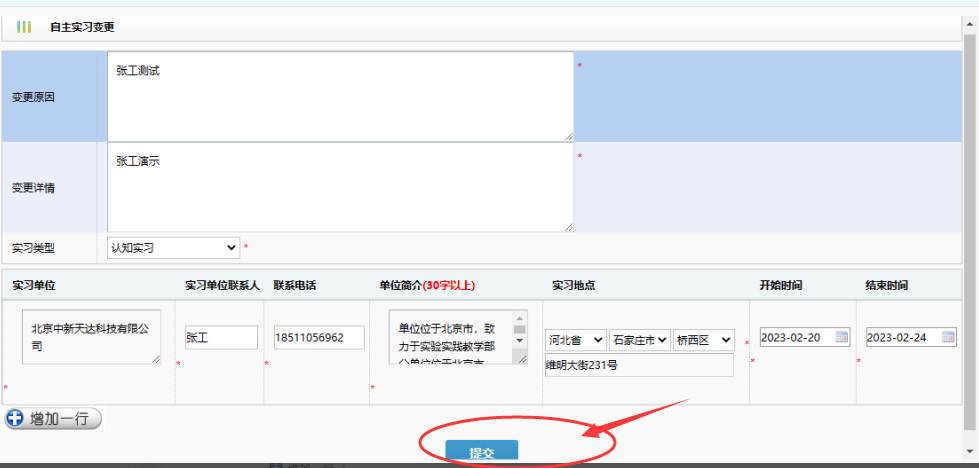 自主实习变更
变更原因
张工测试
*
变更详情
张工演示
*
实习类型
认知实习
*
实习单位 实习单位联系人 联系电话 单位简介(30字以上) 实习地点 开始时间 结束时间
北京中新天达科技有限公
司
*
张工
*
18511056962
*
单位位于北京市，致
力于实验实践教学部
*
河北省 石家庄市 桥西区
*
维明大街231号
2023-02-20
*
2023-02-24
*
增加一行
提交